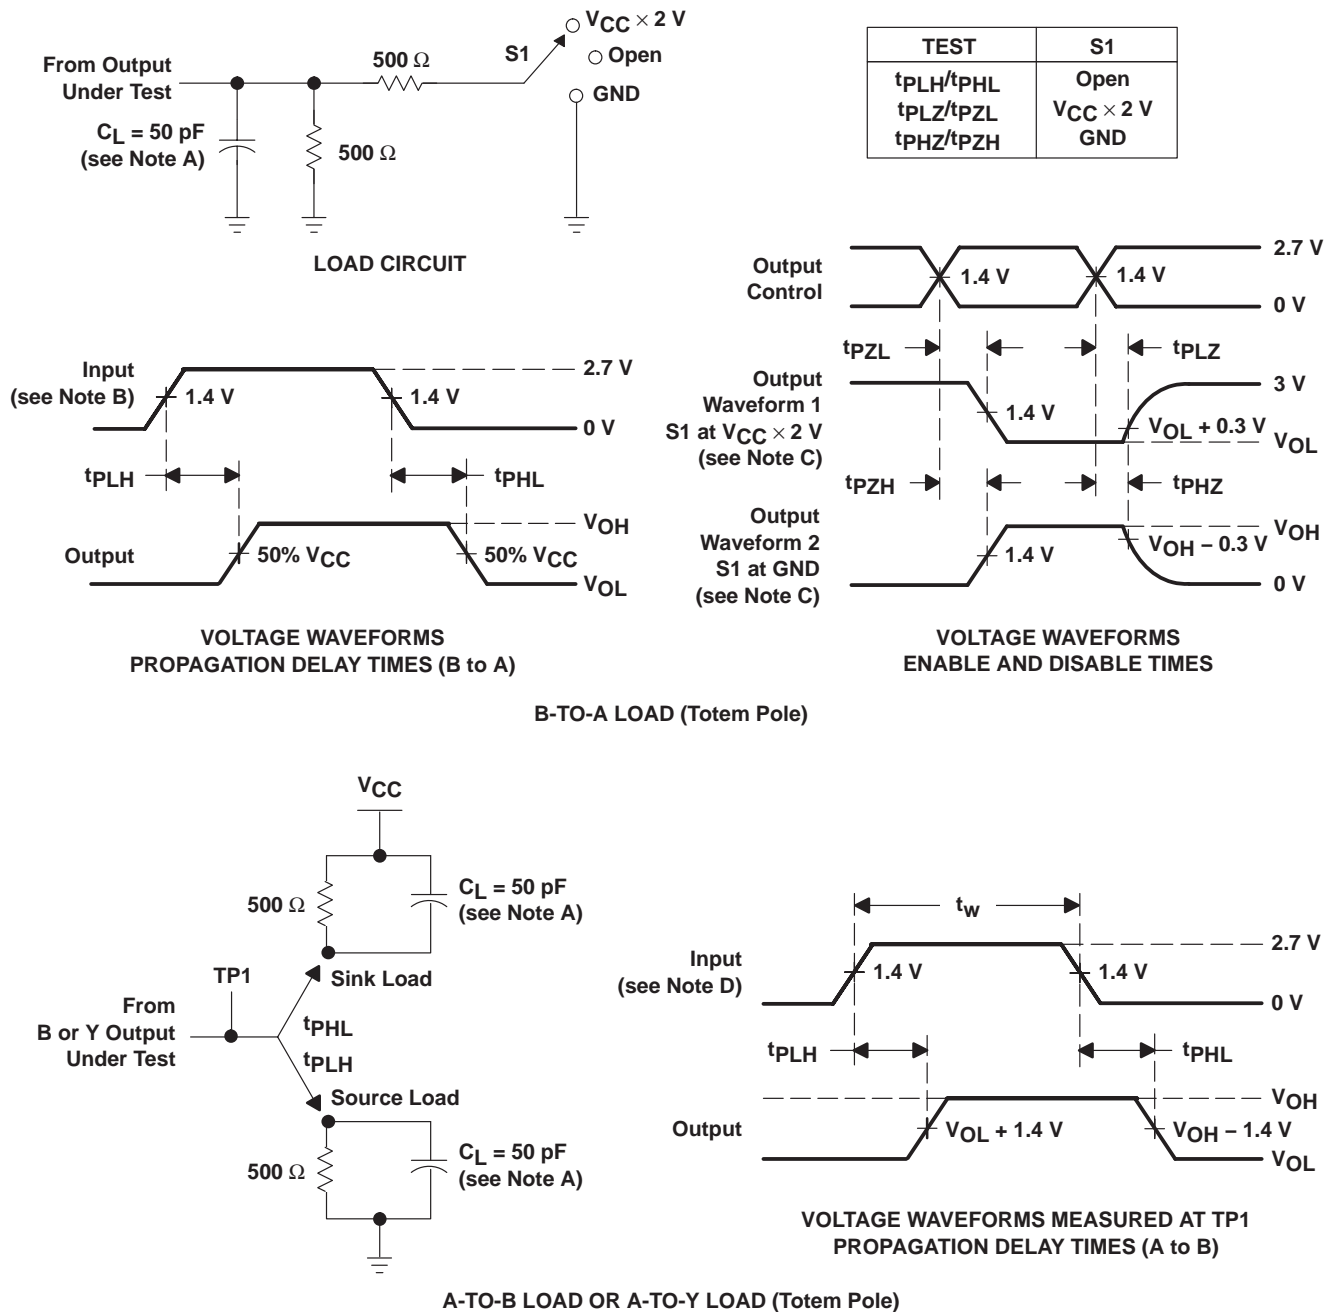 From Output
Under Test
CL = 50 pF
(see Note A)
500 Ω
500 Ω
S1
VCC × 2 V
Open
GND
LOAD CIRCUIT
TEST S1
tPLH/tPHL Open
tPLZ/tPZL VCC × 2 V
tPHZ/tPZH GND
Input
(see Note B)
1.4 V
1.4 V
2.7 V
0 V
tPLH
tPHL
Output
50% VCC
50% VCC
VOH
VOL
VOLTAGE WAVEFORMS
PROPAGATION DELAY TIMES (B to A)
Output
Control
1.4 V
1.4 V
2.7 V
0 V
tPZL
tPLZ
Output
Waveform 1
S1 at VCC × 2 V
(see Note C)
1.4 V
3 V
VOL + 0.3 V
VOL
tPZH
tPHZ
Output
Waveform 2
S1 at GND
(see Note C)
1.4 V
VOH
VOH − 0.3 V
0 V
VOLTAGE WAVEFORMS
ENABLE AND DISABLE TIMES
B-TO-A LOAD (Totem Pole)
VCC
500 Ω
CL = 50 pF
(see Note A)
TP1
Sink Load
From
B or Y Output
Under Test
tPHL
tPLH
Source Load
500 Ω
CL = 50 pF
(see Note A)
tw
Input
(see Note D)
1.4 V
1.4 V
2.7 V
0 V
tPLH
tPHL
Output
VOL + 1.4 V
VOH
VOH − 1.4 V
VOL
VOLTAGE WAVEFORMS MEASURED AT TP1
PROPAGATION DELAY TIMES (A to B)
A-TO-B LOAD OR A-TO-Y LOAD (Totem Pole)